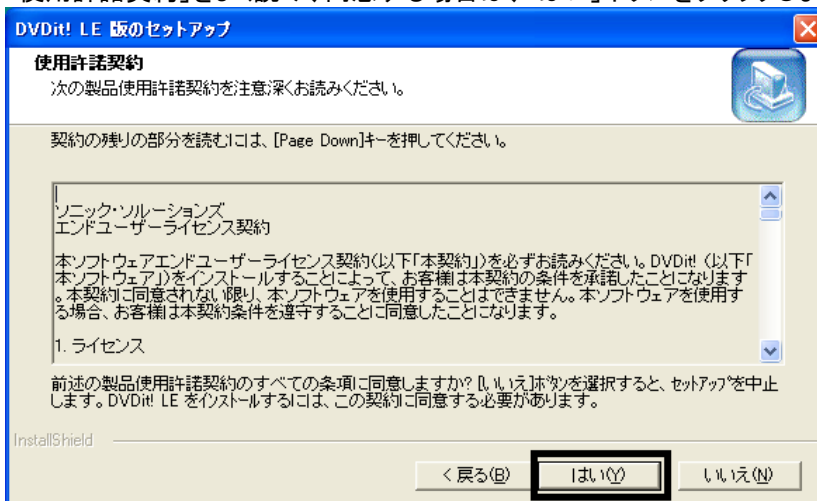 DVDit! LE 版のセットアップ
使用許諾契約
次の製品使用許諾契約を注意深くお読みください。
契約の残りの部分を読むには、[Page Down]キーを押してください。
ソニック・ソルーションズ
エンドユーザーライセンス契約
本ソフトウェアエンドユーザーライセンス契約(以下「本契約」)を必ずお読みください。DVDit! (以下「
本ソフトウェア」)をインストールすることによって、お客様は本契約の条件を承諾したことになります
。本契約に同意されない限り、本ソフトウェアを使用することはできません。本ソフトウェアを使用す
る場合、お客様は本契約条件を遵守することに同意したことになります。
1. ライセンス
前述の製品使用許諾契約のすべての条項に同意しますか? [いいえ]ボタンを選択すると、セットアップを中止
します。DVDit! LE をインストールするには、この契約に同意する必要があります。
InstallShield
< 戻る(B)
はい(Y)
いいえ(N)